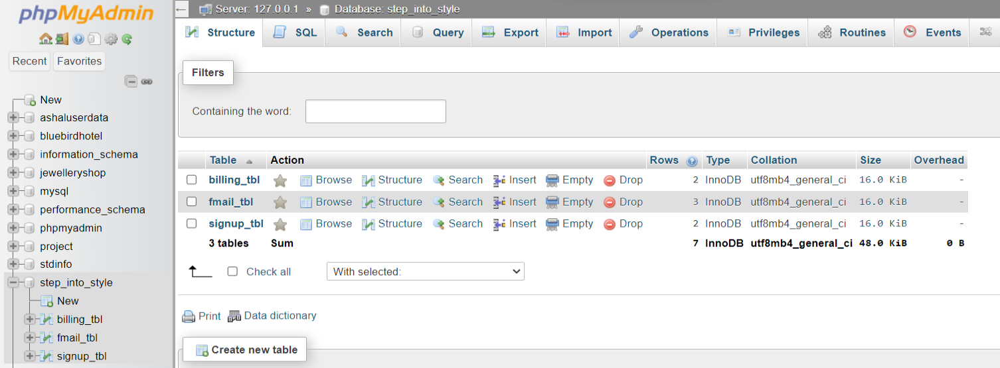 phpMyAdmin
Recent Favorites
New
ashaluserdata
bluebirdhotel
information_schema
jewelleryshop
mysql
performance_schema
phpmyadmin
project
stdinfo
step_into_style
New
billing_tbl
fmail_tbl
signup_tbl
Server: 127.0.0.1 » Database: step_into_style
Structure SQL Search Query Export Import Operations Privileges Routines Events
Filters
Containing the word:
Table Action Rows Type Collation Size Overhead
billing_tbl Browse Structure Search Insert Empty Drop 2 InnoDB utf8mb4_general_ci 16.0 KiB -
fmail_tbl Browse Structure Search Insert Empty Drop 3 InnoDB utf8mb4_general_ci 16.0 KiB -
signup_tbl Browse Structure Search Insert Empty Drop 2 InnoDB utf8mb4_general_ci 16.0 KiB -
3 tables Sum 7 InnoDB utf8mb4_general_ci 48.0 KiB 0 B
Check all With selected:
Print Data dictionary
Create new table